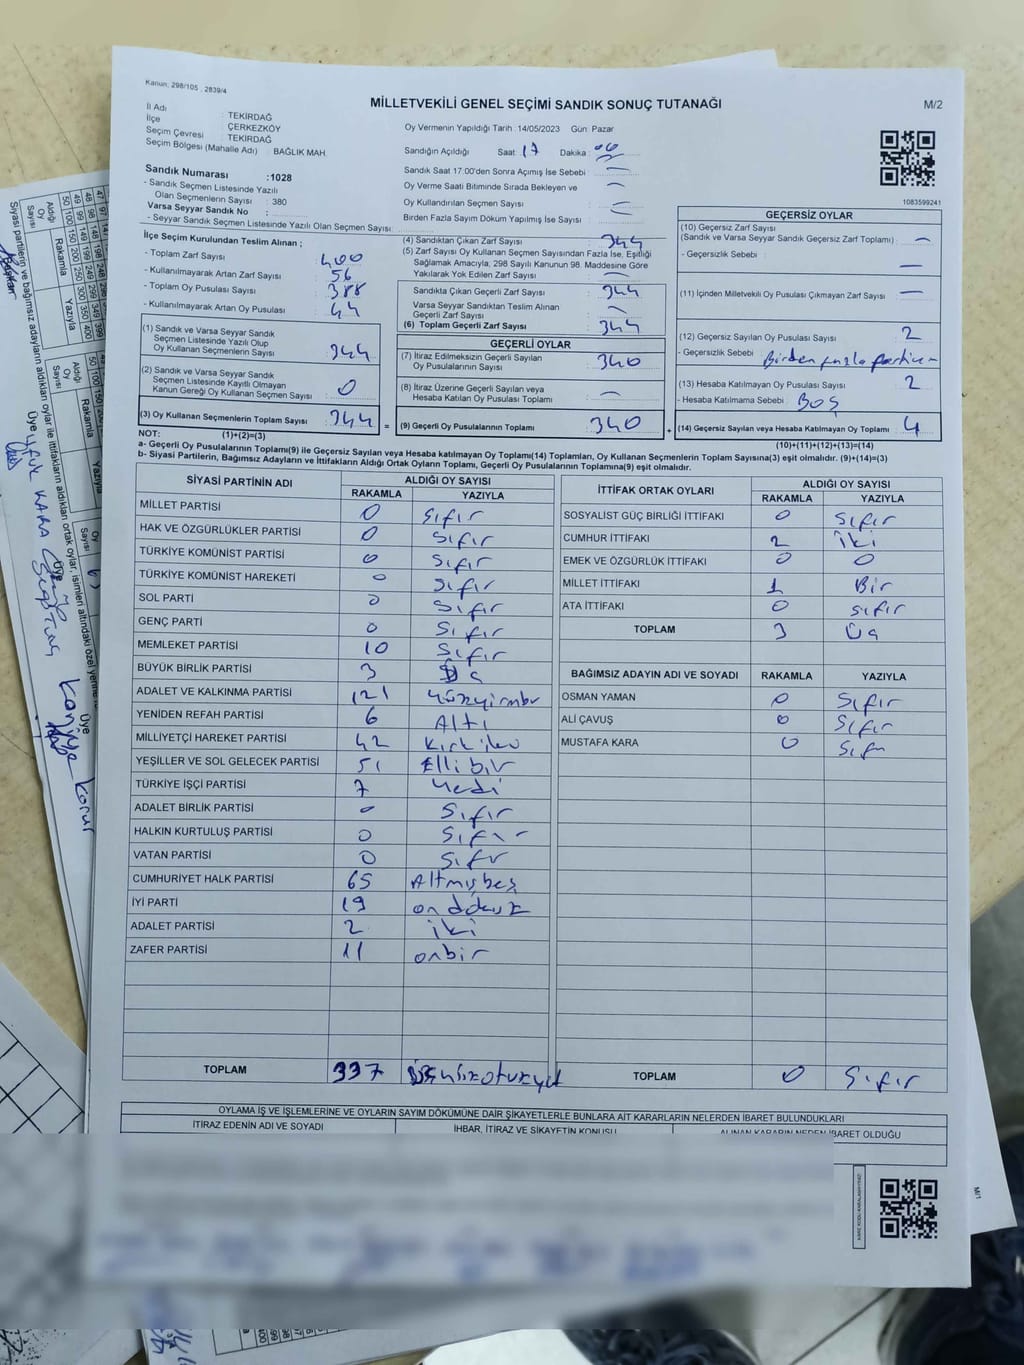 Kanun: 298/105 , 2839/4
MİLLETVEKİLİ GENEL SEÇİMİ SANDIK SONUÇ TUTANAĞI
M/2
İl Adı : TEKİRDAĞ
İlçe : ÇERKEZKÖY
Seçim Çevresi : TEKİRDAĞ
Seçim Bölgesi (Mahalle Adı) : BAĞLIK MAH.
Sandık Numarası :1028
- Sandık Seçmen Listesinde Yazılı
Olan Seçmenlerin Sayısı : 380
Varsa Seyyar Sandık No :
- Seyyar Sandık Seçmen Listesinde Yazılı Olan Seçmen Sayısı:
Oy Vermenin Yapıldığı Tarih : 14/05/2023 Gün: Pazar
Sandığın Açıldığı Saat: 17 Dakika:
Sandık Saat 17.00'den Sonra Açımış İse Sebebi : —
Oy Verme Saati Bitiminde Sırada Bekleyen ve —
Oy Kullandırılan Seçmen Sayısı : —
Birden Fazla Sayım Döküm Yapılmış İse Sayısı : —
1083599241
İlçe Seçim Kurulundan Teslim Alınan ;
- Toplam Zarf Sayısı : 400
- Kullanılmayarak Artan Zarf Sayısı : 56
- Toplam Oy Pusulası Sayısı : 388
- Kullanılmayarak Artan Oy Pusulası : 44
(1) Sandık ve Varsa Seyyar Sandık
Seçmen Listesinde Yazılı Olup
Oy Kullanan Seçmenlerin Sayısı : 344
(2) Sandık ve Varsa Seyyar Sandık
Seçmen Listesinde Kayıtlı Olmayan
Kanun Gereği Oy Kullanan Seçmen Sayısı : 0
(3) Oy Kullanan Seçmenlerin Toplam Sayısı : 344 =
(4) Sandıktan Çıkan Zarf Sayısı : 344
(5) Zarf Sayısı Oy Kullanan Seçmen Sayısından Fazla İse, Eşitliği
Sağlamak Amacıyla, 298 Sayılı Kanunun 98. Maddesine Göre
Yakılarak Yok Edilen Zarf Sayısı : —
Sandıkta Çıkan Geçerli Zarf Sayısı : 344
Varsa Seyyar Sandıktan Teslim Alınan
Geçerli Zarf Sayısı : —
(6) Toplam Geçerli Zarf Sayısı : 344
GEÇERLİ OYLAR
(7) İtiraz Edilmeksizin Geçerli Sayılan
Oy Pusulalarının Sayısı : 340
(8) İtiraz Üzerine Geçerli Sayılan veya
Hesaba Katılan Oy Pusulası Toplamı : —
(9) Geçerli Oy Pusulalarının Toplamı : 340 +
GEÇERSİZ OYLAR
(10) Geçersiz Zarf Sayısı
(Sandık ve Varsa Seyyar Sandık Geçersiz Zarf Toplamı) : —
- Geçersizlik Sebebi : —
(11) İçinden Milletvekili Oy Pusulası Çıkmayan Zarf Sayısı : —
(12) Geçersiz Sayılan Oy Pusulası Sayısı : 2
- Geçersizlik Sebebi : Birden fazla
(13) Hesaba Katılmayan Oy Pusulası Sayısı : 2
- Hesaba Katılmama Sebebi : BOŞ
(14) Geçersiz Sayılan veya Hesaba Katılmayan Oy Toplamı : 4
NOT: (1)+(2)=(3)
(10)+(11)+(12)+(13)=(14)
a- Geçerli Oy Pusulalarının Toplamı(9) ile Geçersiz Sayılan veya Hesaba Katılmayan Oy Toplamı(14) Toplamları, Oy Kullanan Seçmenlerin Toplam Sayısına(3) eşit olmalıdır. (9)+(14)=(3)
b- Siyasi Partilerin, Bağımsız Adayların ve İttifakların Aldığı Ortak Oyların Toplamı, Geçerli Oy Pusulalarının Toplamına(9) eşit olmalıdır.
SİYASİ PARTİNİN ADI ALDIĞI OY SAYISI
RAKAMLA YAZIYLA
MİLLET PARTİSİ 0 Sıfır
HAK VE ÖZGÜRLÜKLER PARTİSİ 0 Sıfır
TÜRKİYE KOMÜNİST PARTİSİ 0 Sıfır
TÜRKİYE KOMÜNİST HAREKETİ 0 Sıfır
SOL PARTİ 0 Sıfır
GENÇ PARTİ 0 Sıfır
MEMLEKET PARTİSİ 10 Sıfır
BÜYÜK BİRLİK PARTİSİ 3
ADALET VE KALKINMA PARTİSİ 121
YENİDEN REFAH PARTİSİ 6 Altı
MİLLİYETÇİ HAREKET PARTİSİ 42 Kırk iki
YEŞİLLER VE SOL GELECEK PARTİSİ 51 Elli bir
TÜRKİYE İŞÇİ PARTİSİ 7 Yedi
ADALET BİRLİK PARTİSİ 0 Sıfır
HALKIN KURTULUŞ PARTİSİ 0 Sıfır
VATAN PARTİSİ 0 Sıfr
CUMHURİYET HALK PARTİSİ 65 Altmışbeş
İYİ PARTİ 19
ADALET PARTİSİ 2 iki
ZAFER PARTİSİ 11 onbir
TOPLAM 337
İTTİFAK ORTAK OYLARI ALDIĞI OY SAYISI
RAKAMLA YAZIYLA
SOSYALİST GÜÇ BİRLİĞİ İTTİFAKI 0 Sıfır
CUMHUR İTTİFAKI 2 iki
EMEK VE ÖZGÜRLÜK İTTİFAKI 0 0
MİLLET İTTİFAKI 1 Bir
ATA İTTİFAKI 0 Sıfır
TOPLAM 3 Üç
BAĞIMSIZ ADAYIN ADI VE SOYADI RAKAMLA YAZIYLA
OSMAN YAMAN 0 Sıfır
ALİ ÇAVUŞ 0 Sıfır
MUSTAFA KARA 0 Sıfr
TOPLAM 0 Sıfır
OYLAMA İŞ VE İŞLEMLERİNE VE OYLARIN SAYIM DÖKÜMÜNE DAİR ŞİKAYETLERLE BUNLARA AİT KARARLARIN NELERDEN İBARET BULUNDUKLARI
İTİRAZ EDENİN ADI VE SOYADI İHBAR, İTİRAZ VE ŞİKAYETİN KONUSU ALINAN KARARIN NEDEN İBARET OLDUĞU